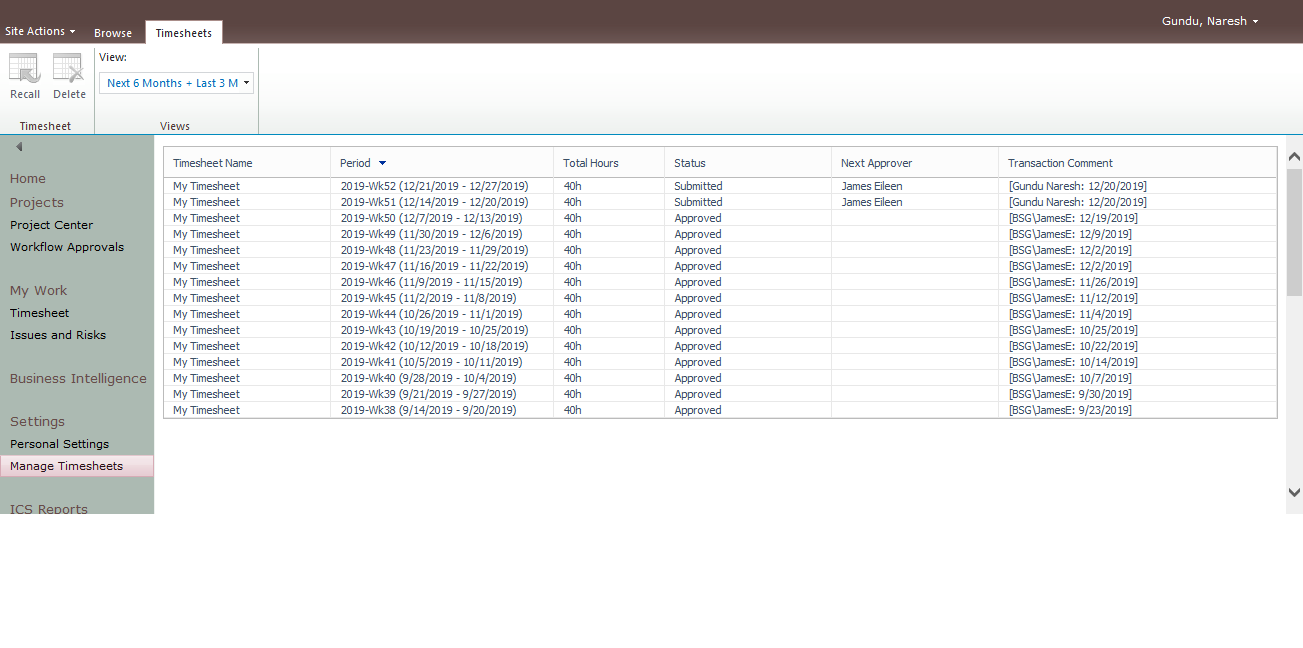 Site Actions Browse Timesheets Gundu, Naresh
View:
Next 6 Months + Last 3 M
Recall Delete
Timesheet Views
Home
Projects
Project Center
Workflow Approvals
My Work
Timesheet
Issues and Risks
Business Intelligence
Settings
Personal Settings
Manage Timesheets
ICS Reports
Timesheet Name Period Total Hours Status Next Approver Transaction Comment
My Timesheet 2019-Wk52 (12/21/2019 - 12/27/2019) 40h Submitted James Eileen [Gundu Naresh: 12/20/2019]
My Timesheet 2019-Wk51 (12/14/2019 - 12/20/2019) 40h Submitted James Eileen [Gundu Naresh: 12/20/2019]
My Timesheet 2019-Wk50 (12/7/2019 - 12/13/2019) 40h Approved [BSG\JamesE: 12/19/2019]
My Timesheet 2019-Wk49 (11/30/2019 - 12/6/2019) 40h Approved [BSG\JamesE: 12/9/2019]
My Timesheet 2019-Wk48 (11/23/2019 - 11/29/2019) 40h Approved [BSG\JamesE: 12/2/2019]
My Timesheet 2019-Wk47 (11/16/2019 - 11/22/2019) 40h Approved [BSG\JamesE: 12/2/2019]
My Timesheet 2019-Wk46 (11/9/2019 - 11/15/2019) 40h Approved [BSG\JamesE: 11/26/2019]
My Timesheet 2019-Wk45 (11/2/2019 - 11/8/2019) 40h Approved [BSG\JamesE: 11/12/2019]
My Timesheet 2019-Wk44 (10/26/2019 - 11/1/2019) 40h Approved [BSG\JamesE: 11/4/2019]
My Timesheet 2019-Wk43 (10/19/2019 - 10/25/2019) 40h Approved [BSG\JamesE: 10/25/2019]
My Timesheet 2019-Wk42 (10/12/2019 - 10/18/2019) 40h Approved [BSG\JamesE: 10/22/2019]
My Timesheet 2019-Wk41 (10/5/2019 - 10/11/2019) 40h Approved [BSG\JamesE: 10/14/2019]
My Timesheet 2019-Wk40 (9/28/2019 - 10/4/2019) 40h Approved [BSG\JamesE: 10/7/2019]
My Timesheet 2019-Wk39 (9/21/2019 - 9/27/2019) 40h Approved [BSG\JamesE: 9/30/2019]
My Timesheet 2019-Wk38 (9/14/2019 - 9/20/2019) 40h Approved [BSG\JamesE: 9/23/2019]